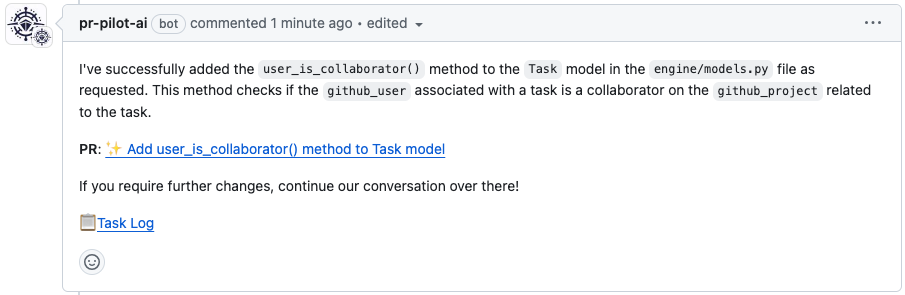 pr-pilot-ai bot commented 1 minute ago • edited
I've successfully added the user_is_collaborator() method to the Task model in the engine/models.py file as
requested. This method checks if the github_user associated with a task is a collaborator on the github_project related
to the task.
PR: ✨ Add user_is_collaborator() method to Task model
If you require further changes, continue our conversation over there!
📋Task Log